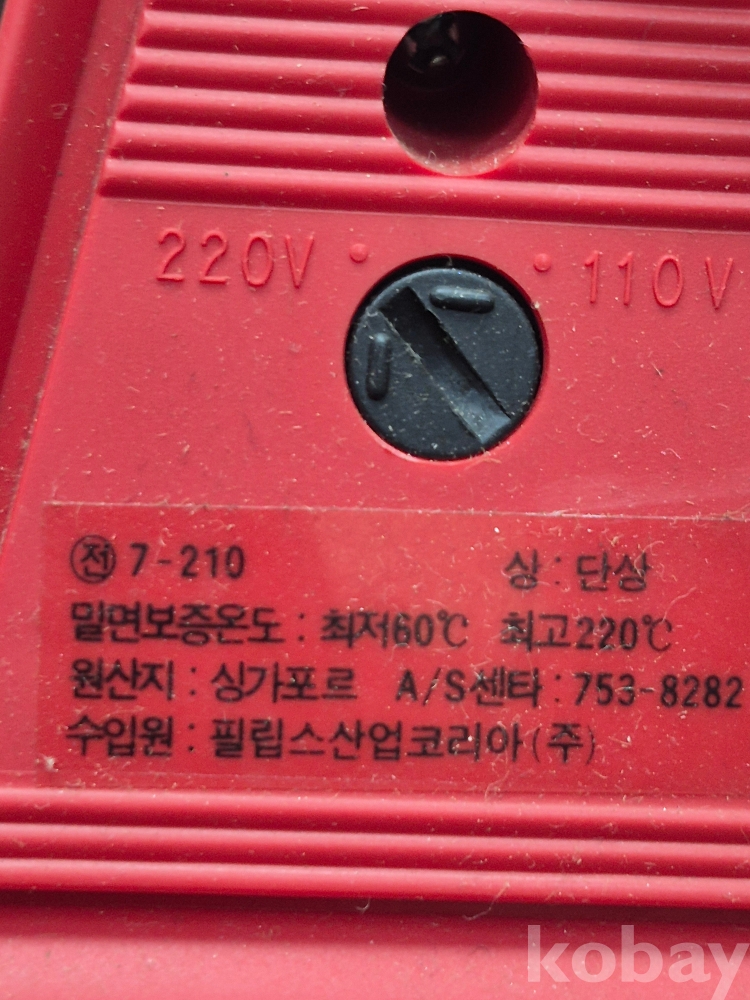 220V • • 110V
㉠ 7-210 상 : 단상
밑면보증온도 : 최저60℃ 최고220℃
원산지 : 싱가포르 A/S센타 : 753-8282
수입원 : 필립스산업코리아(주)
kobay